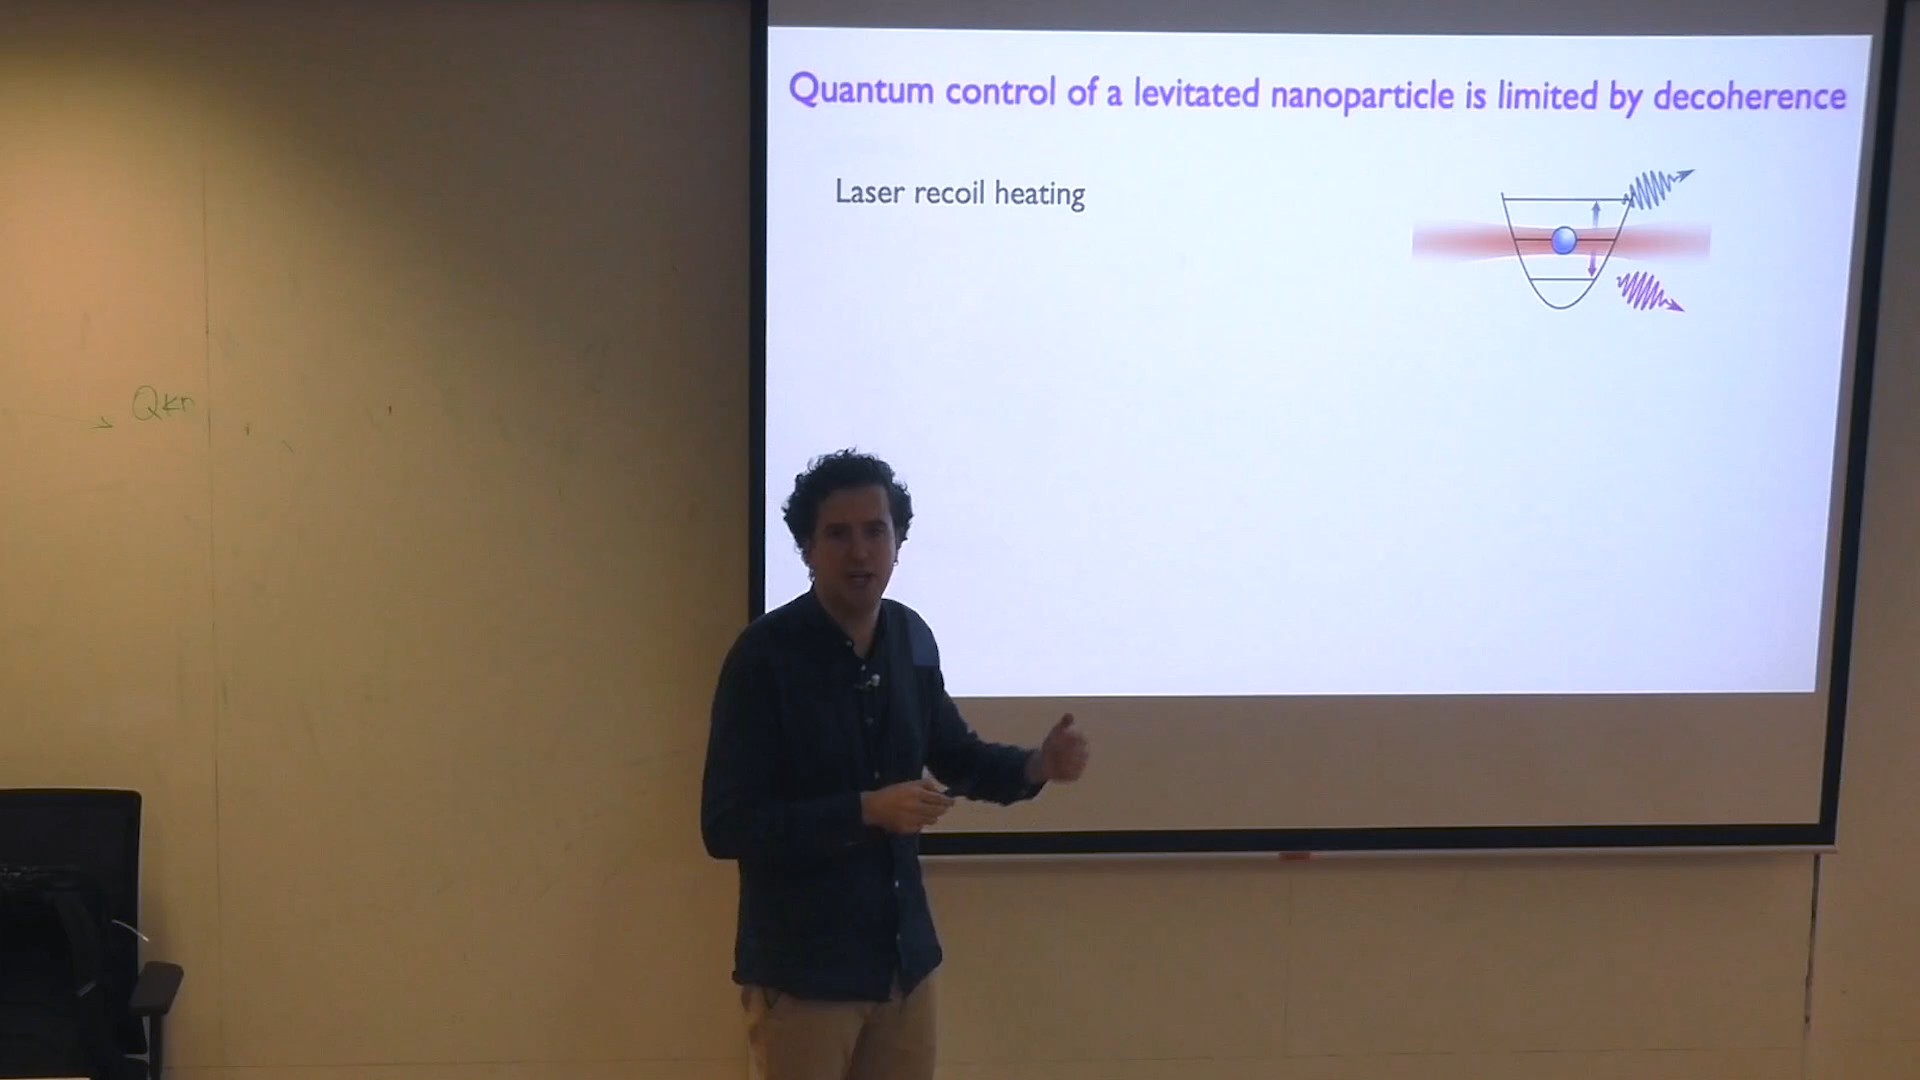 Quantum control of a levitated nanoparticle is limited by decoherence
Laser recoil heating